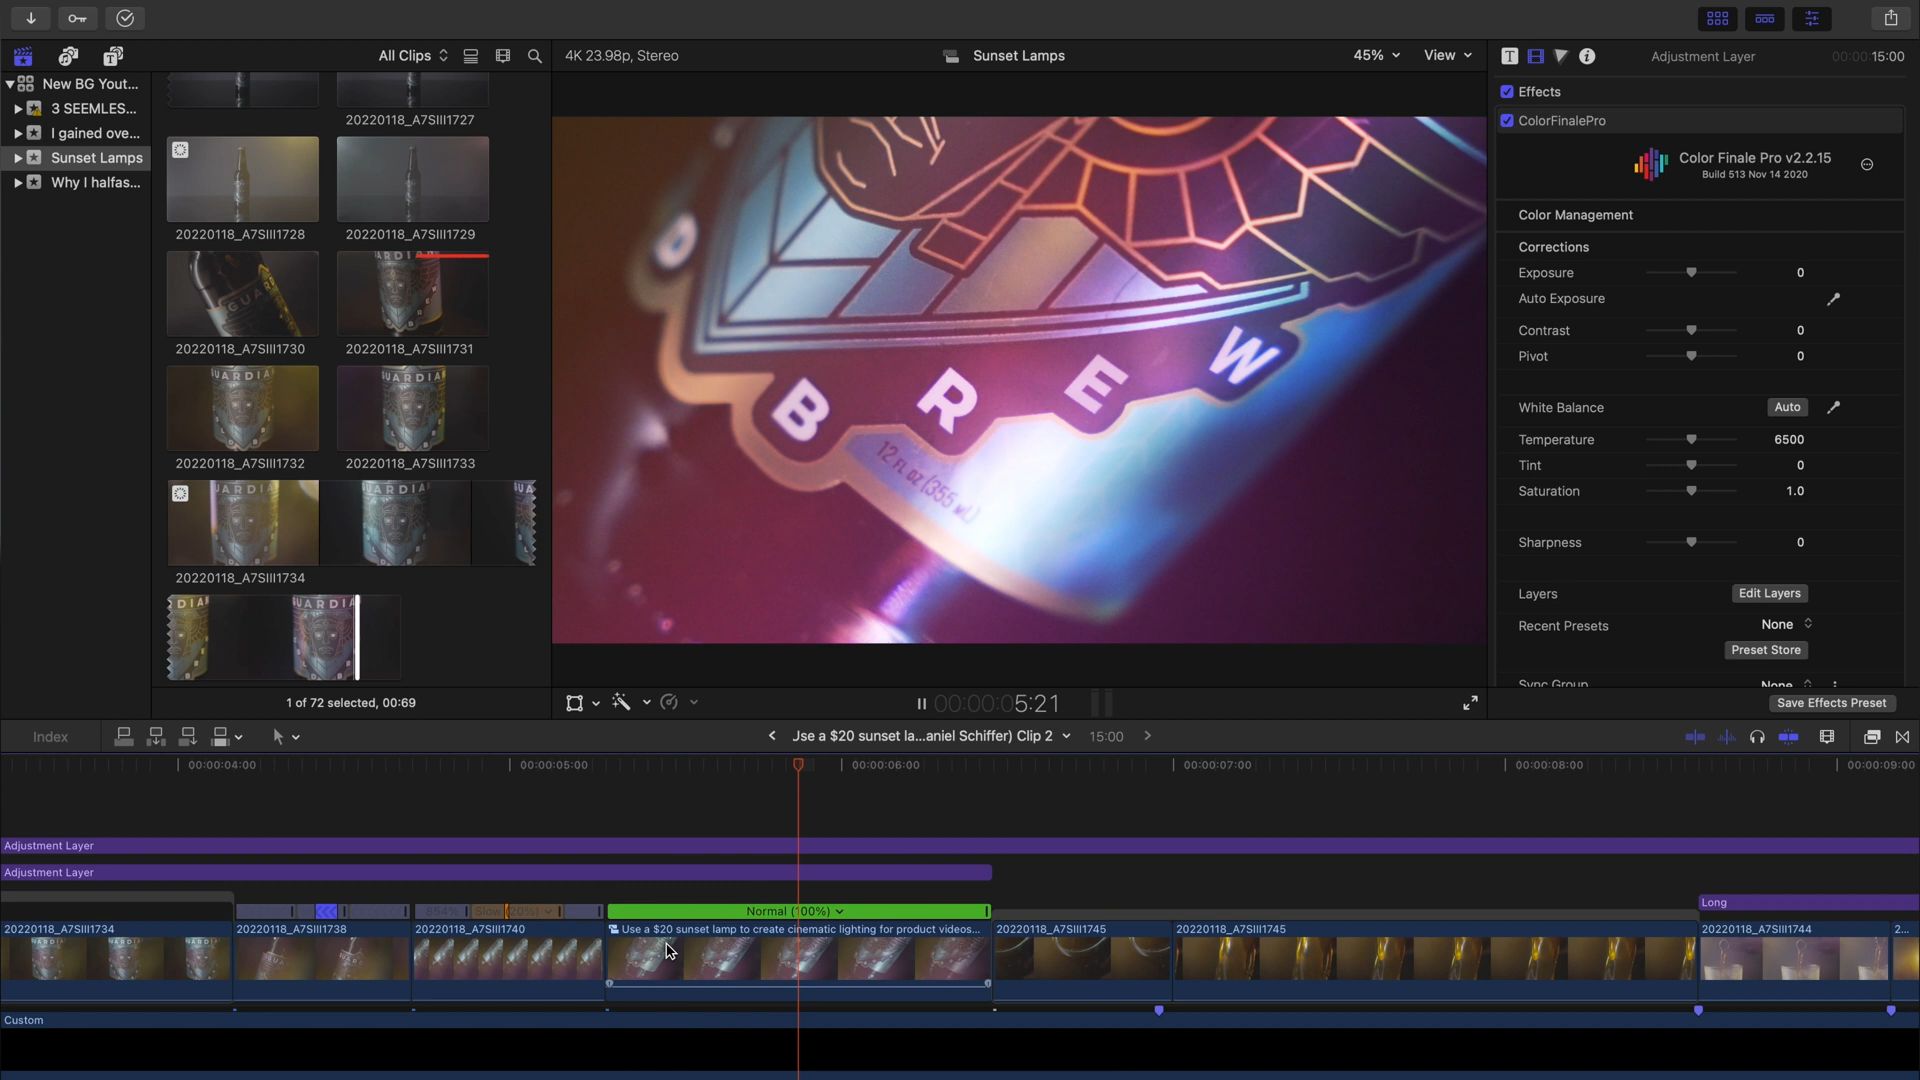 All Clips
4K 23.98p, Stereo
Sunset Lamps
45%
View
Adjustment Layer
00:00:15:00
New BG Yout...
3 SEEMLES...
I gained ove...
Sunset Lamps
Why I halfas...
20220118_A7SIII1727
20220118_A7SIII1728
20220118_A7SIII1729
20220118_A7SIII1730
20220118_A7SIII1731
20220118_A7SIII1732
20220118_A7SIII1733
20220118_A7SIII1734
1 of 72 selected, 00:69
B R E W
12 fl oz (355 mL)
Effects
ColorFinalePro
Color Finale Pro v2.2.15
Build 513 Nov 14 2020
Color Management
Corrections
Exposure 0
Auto Exposure
Contrast 0
Pivot 0
White Balance Auto
Temperature 6500
Tint 0
Saturation 1.0
Sharpness 0
Layers Edit Layers
Recent Presets None
Preset Store
Sync Group None
Save Effects Preset
00:00:00:05:21
Index
Use a $20 sunset la...aniel Schiffer) Clip 2
15:00
00:00:04:00
00:00:05:00
00:00:06:00
00:00:07:00
00:00:08:00
00:00:09:00
Adjustment Layer
Adjustment Layer
Long
Slow (20%)
Normal (100%)
20220118_A7SIII1734
20220118_A7SIII1738
20220118_A7SIII1740
Use a $20 sunset lamp to create cinematic lighting for product videos...
20220118_A7SIII1745
20220118_A7SIII1745
20220118_A7SIII1744
2...
Custom